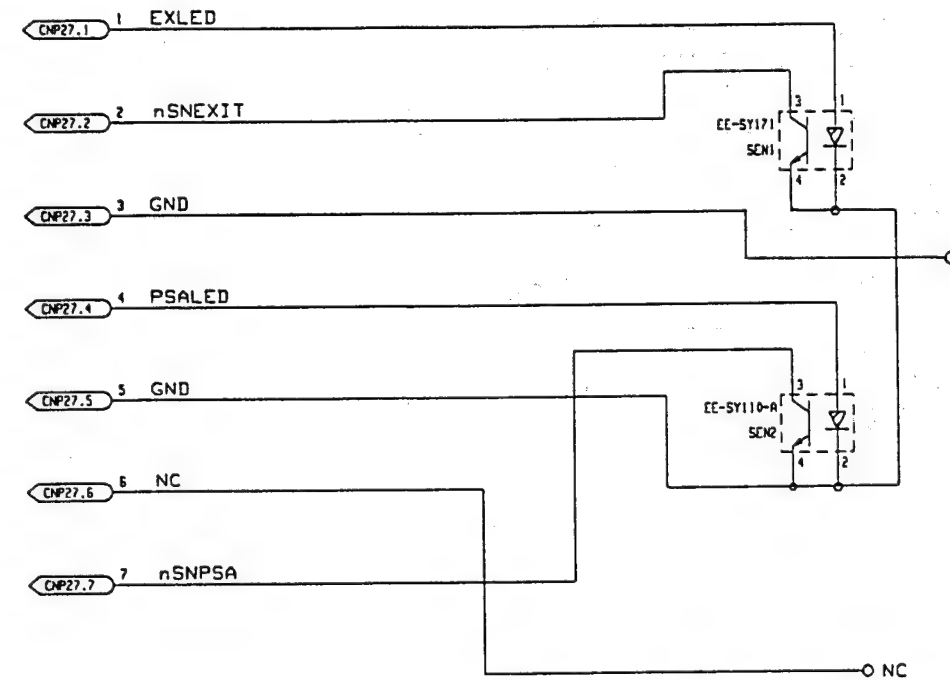 CNP27.1 1 EXLED
3 1
CNP27.2 2 nSNEXIT
EE-SY171
SEN1
4 2
CNP27.3 3 GND
CNP27.4 4 PSALED
3 1
CNP27.5 5 GND
EE-SY110-A
SEN2
4 2
CNP27.6 6 NC
CNP27.7 7 nSNPSA
NC